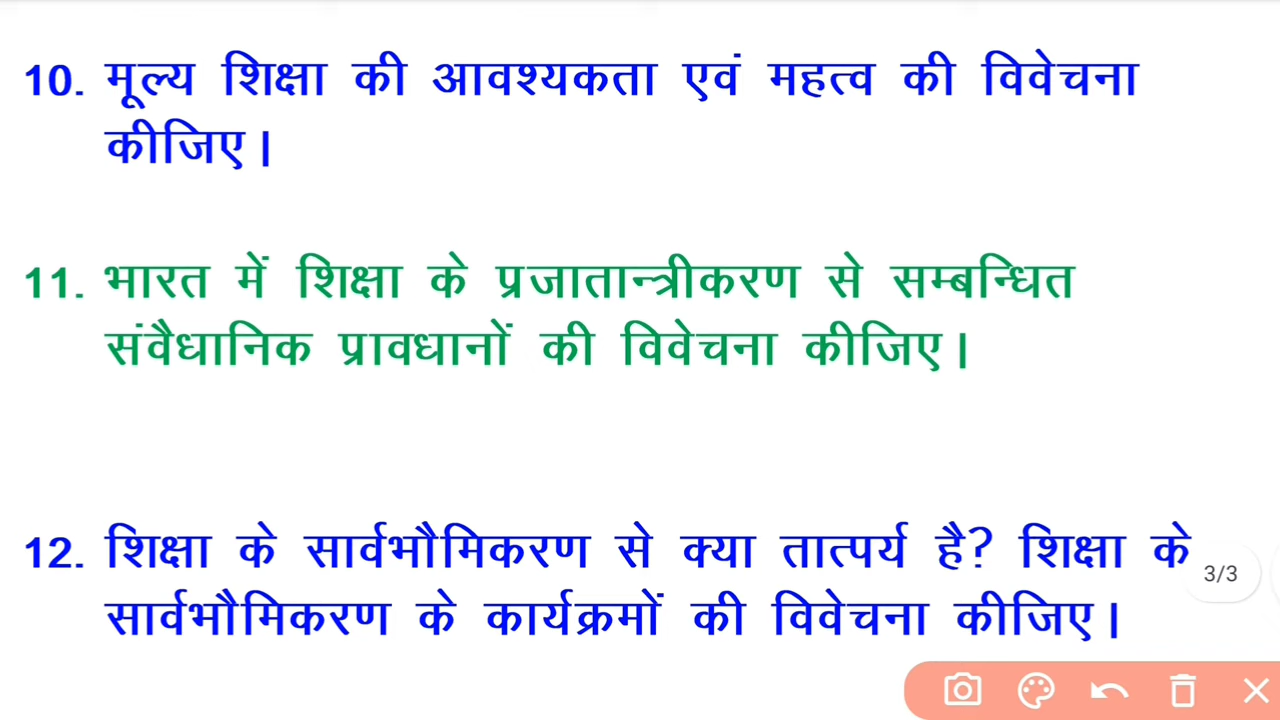 10. मूल्य शिक्षा की आवश्यकता एवं महत्व की विवेचना
कीजिए।
11. भारत में शिक्षा के प्रजातान्त्रीकरण से सम्बन्धित
संवैधानिक प्रावधानों की विवेचना कीजिए।
12. शिक्षा के सार्वभौमिकरण से क्या तात्पर्य है? शिक्षा के
सार्वभौमिकरण के कार्यक्रमों की विवेचना कीजिए।
3/3